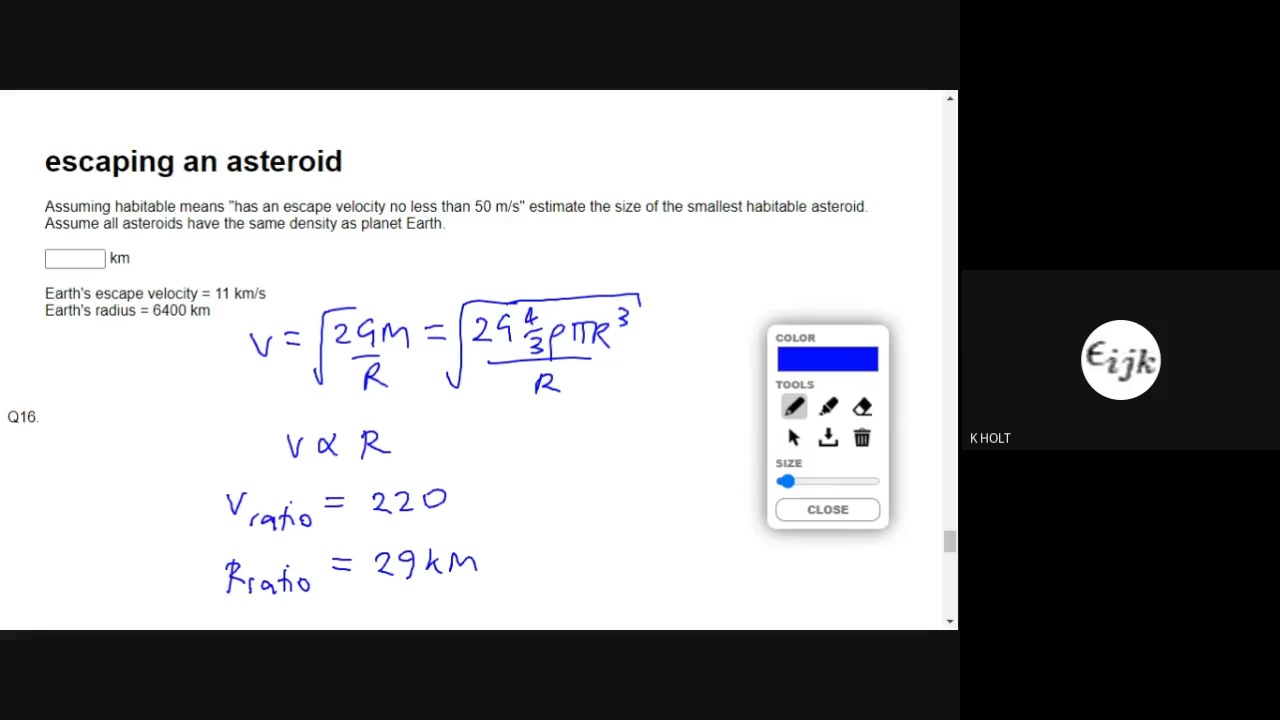 escaping an asteroid
Assuming habitable means "has an escape velocity no less than 50 m/s" estimate the size of the smallest habitable asteroid.
Assume all asteroids have the same density as planet Earth.
km
Earth's escape velocity = 11 km/s
Earth's radius = 6400 km
V = √(2GM/R) = √(2G 4/3 ρπR³/R)
Q16.
V ∝ R
V ratio = 220
R ratio = 29 km
COLOR
TOOLS
SIZE
CLOSE
ϵijk
K HOLT